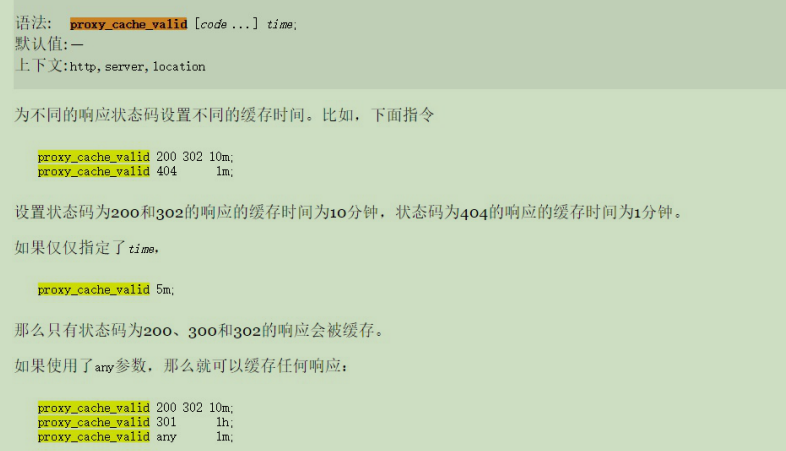 语法: proxy_cache_valid [code ...] time;
默认值:—
上下文:http,server,location
为不同的响应状态码设置不同的缓存时间。比如，下面指令
proxy_cache_valid 200 302 10m;
proxy_cache_valid 404 1m;
设置状态码为200和302的响应的缓存时间为10分钟，状态码为404的响应的缓存时间为1分钟。
如果仅仅指定了time，
proxy_cache_valid 5m;
那么只有状态码为200、300和302的响应会被缓存。
如果使用了any参数，那么就可以缓存任何响应：
proxy_cache_valid 200 302 10m;
proxy_cache_valid 301 1h;
proxy_cache_valid any 1m;